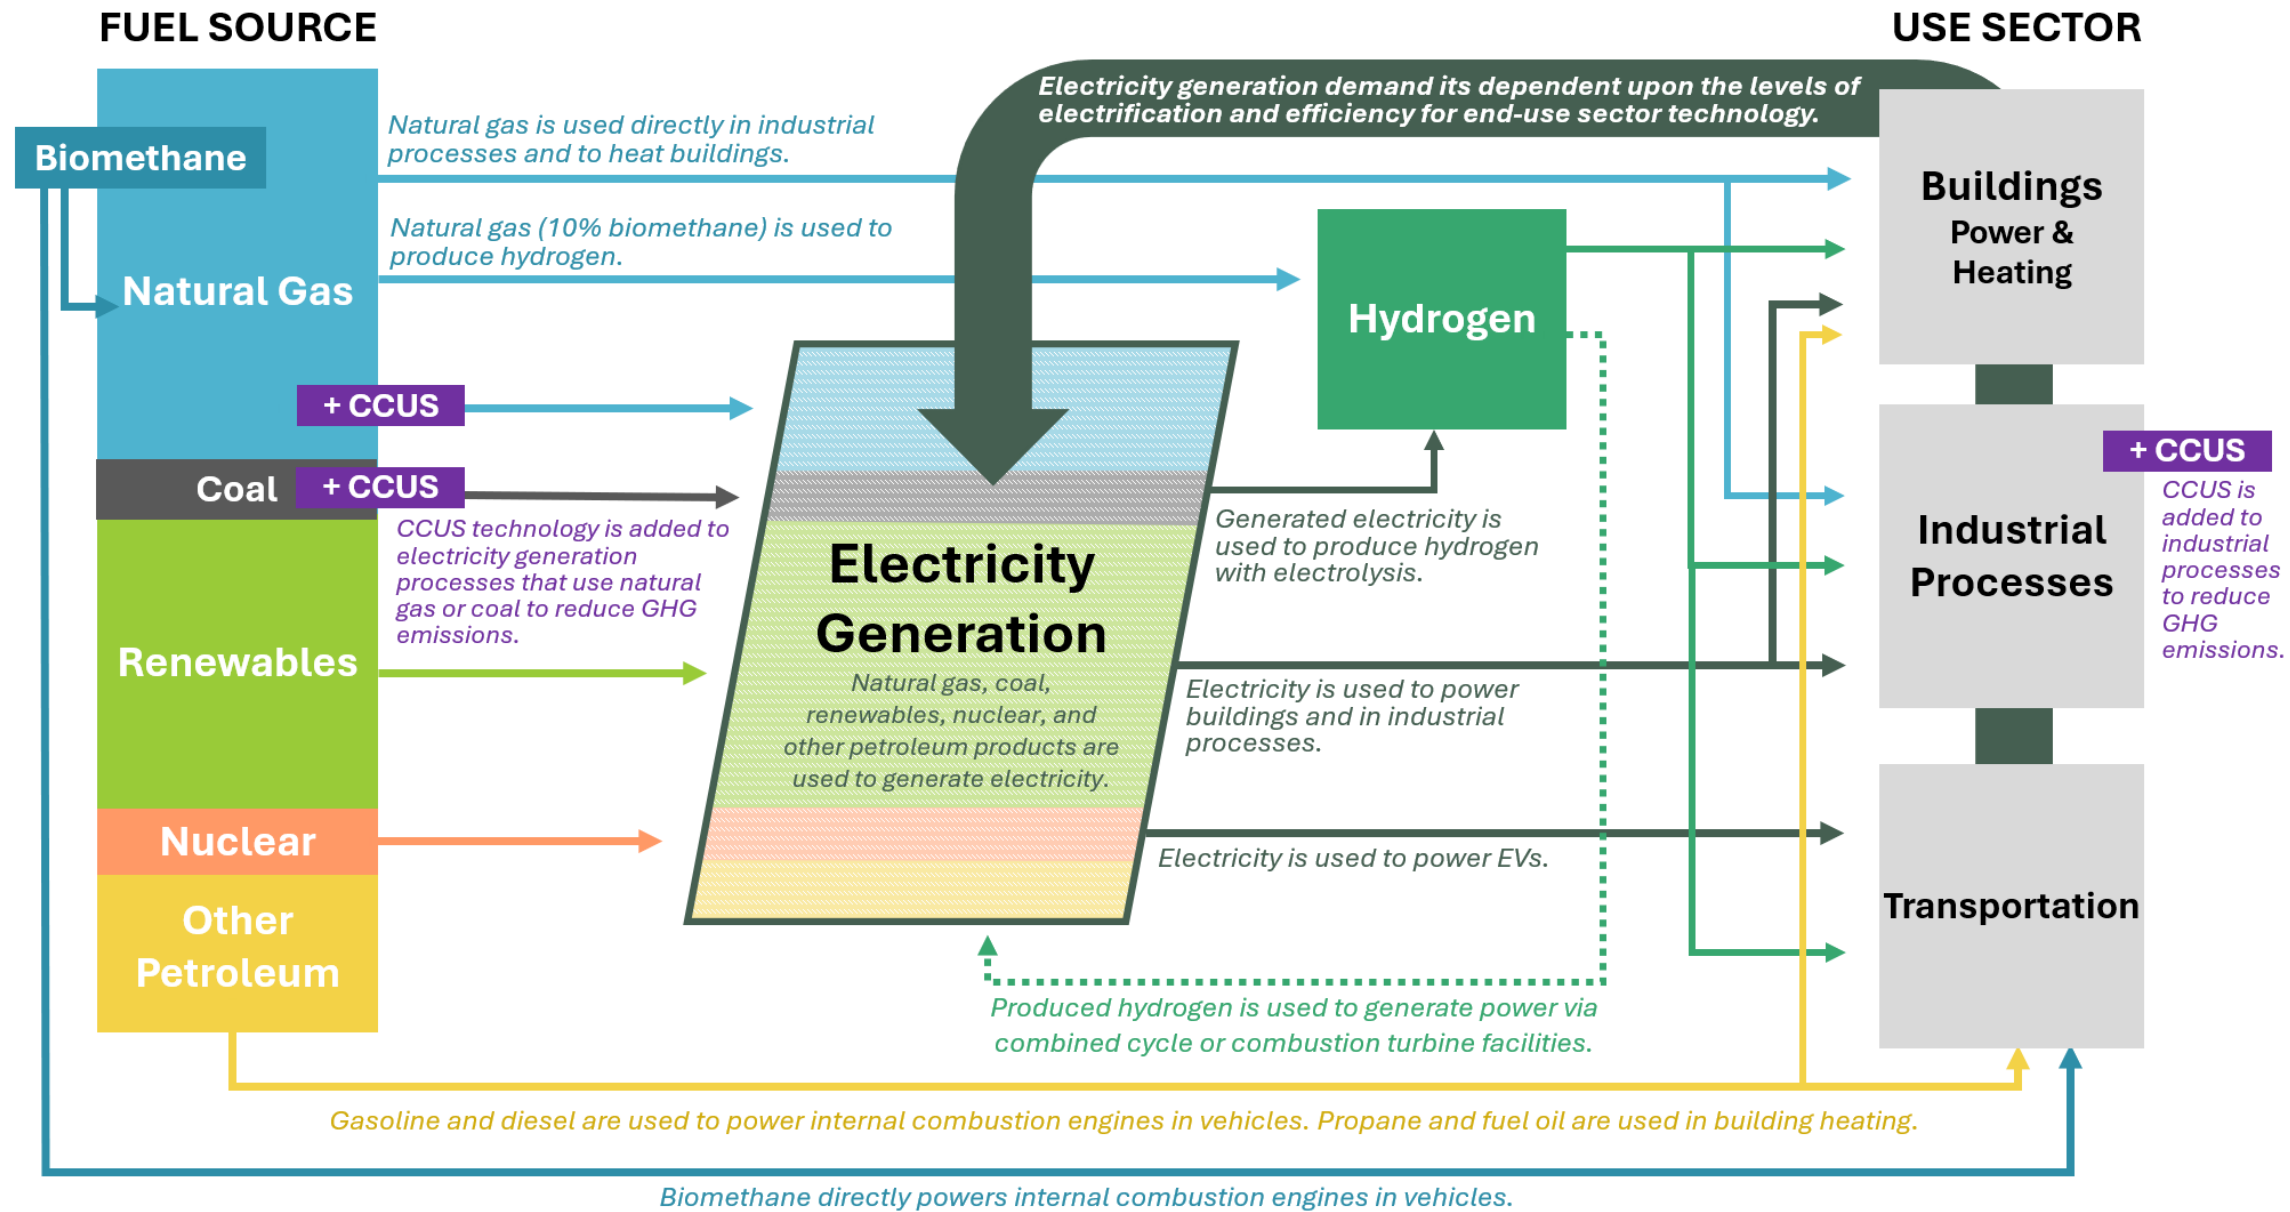 FUEL SOURCE
USE SECTOR
Electricity generation demand its dependent upon the levels of
electrification and efficiency for end-use sector technology.
Natural gas is used directly in industrial
processes and to heat buildings.
Biomethane
Natural gas (10% biomethane) is used to
produce hydrogen.
Natural Gas
Hydrogen
Buildings
Power &
Heating
+ CCUS
Coal
+ CCUS
CCUS technology is added to
electricity generation
processes that use natural
gas or coal to reduce GHG
emissions.
Renewables
Nuclear
Other
Petroleum
Electricity
Generation
Natural gas, coal,
renewables, nuclear, and
other petroleum products are
used to generate electricity.
Generated electricity is
used to produce hydrogen
with electrolysis.
Electricity is used to power
buildings and in industrial
processes.
Electricity is used to power EVs.
Industrial
Processes
+ CCUS
CCUS is
added to
industrial
processes
to reduce
GHG
emissions.
Transportation
Produced hydrogen is used to generate power via
combined cycle or combustion turbine facilities.
Gasoline and diesel are used to power internal combustion engines in vehicles. Propane and fuel oil are used in building heating.
Biomethane directly powers internal combustion engines in vehicles.